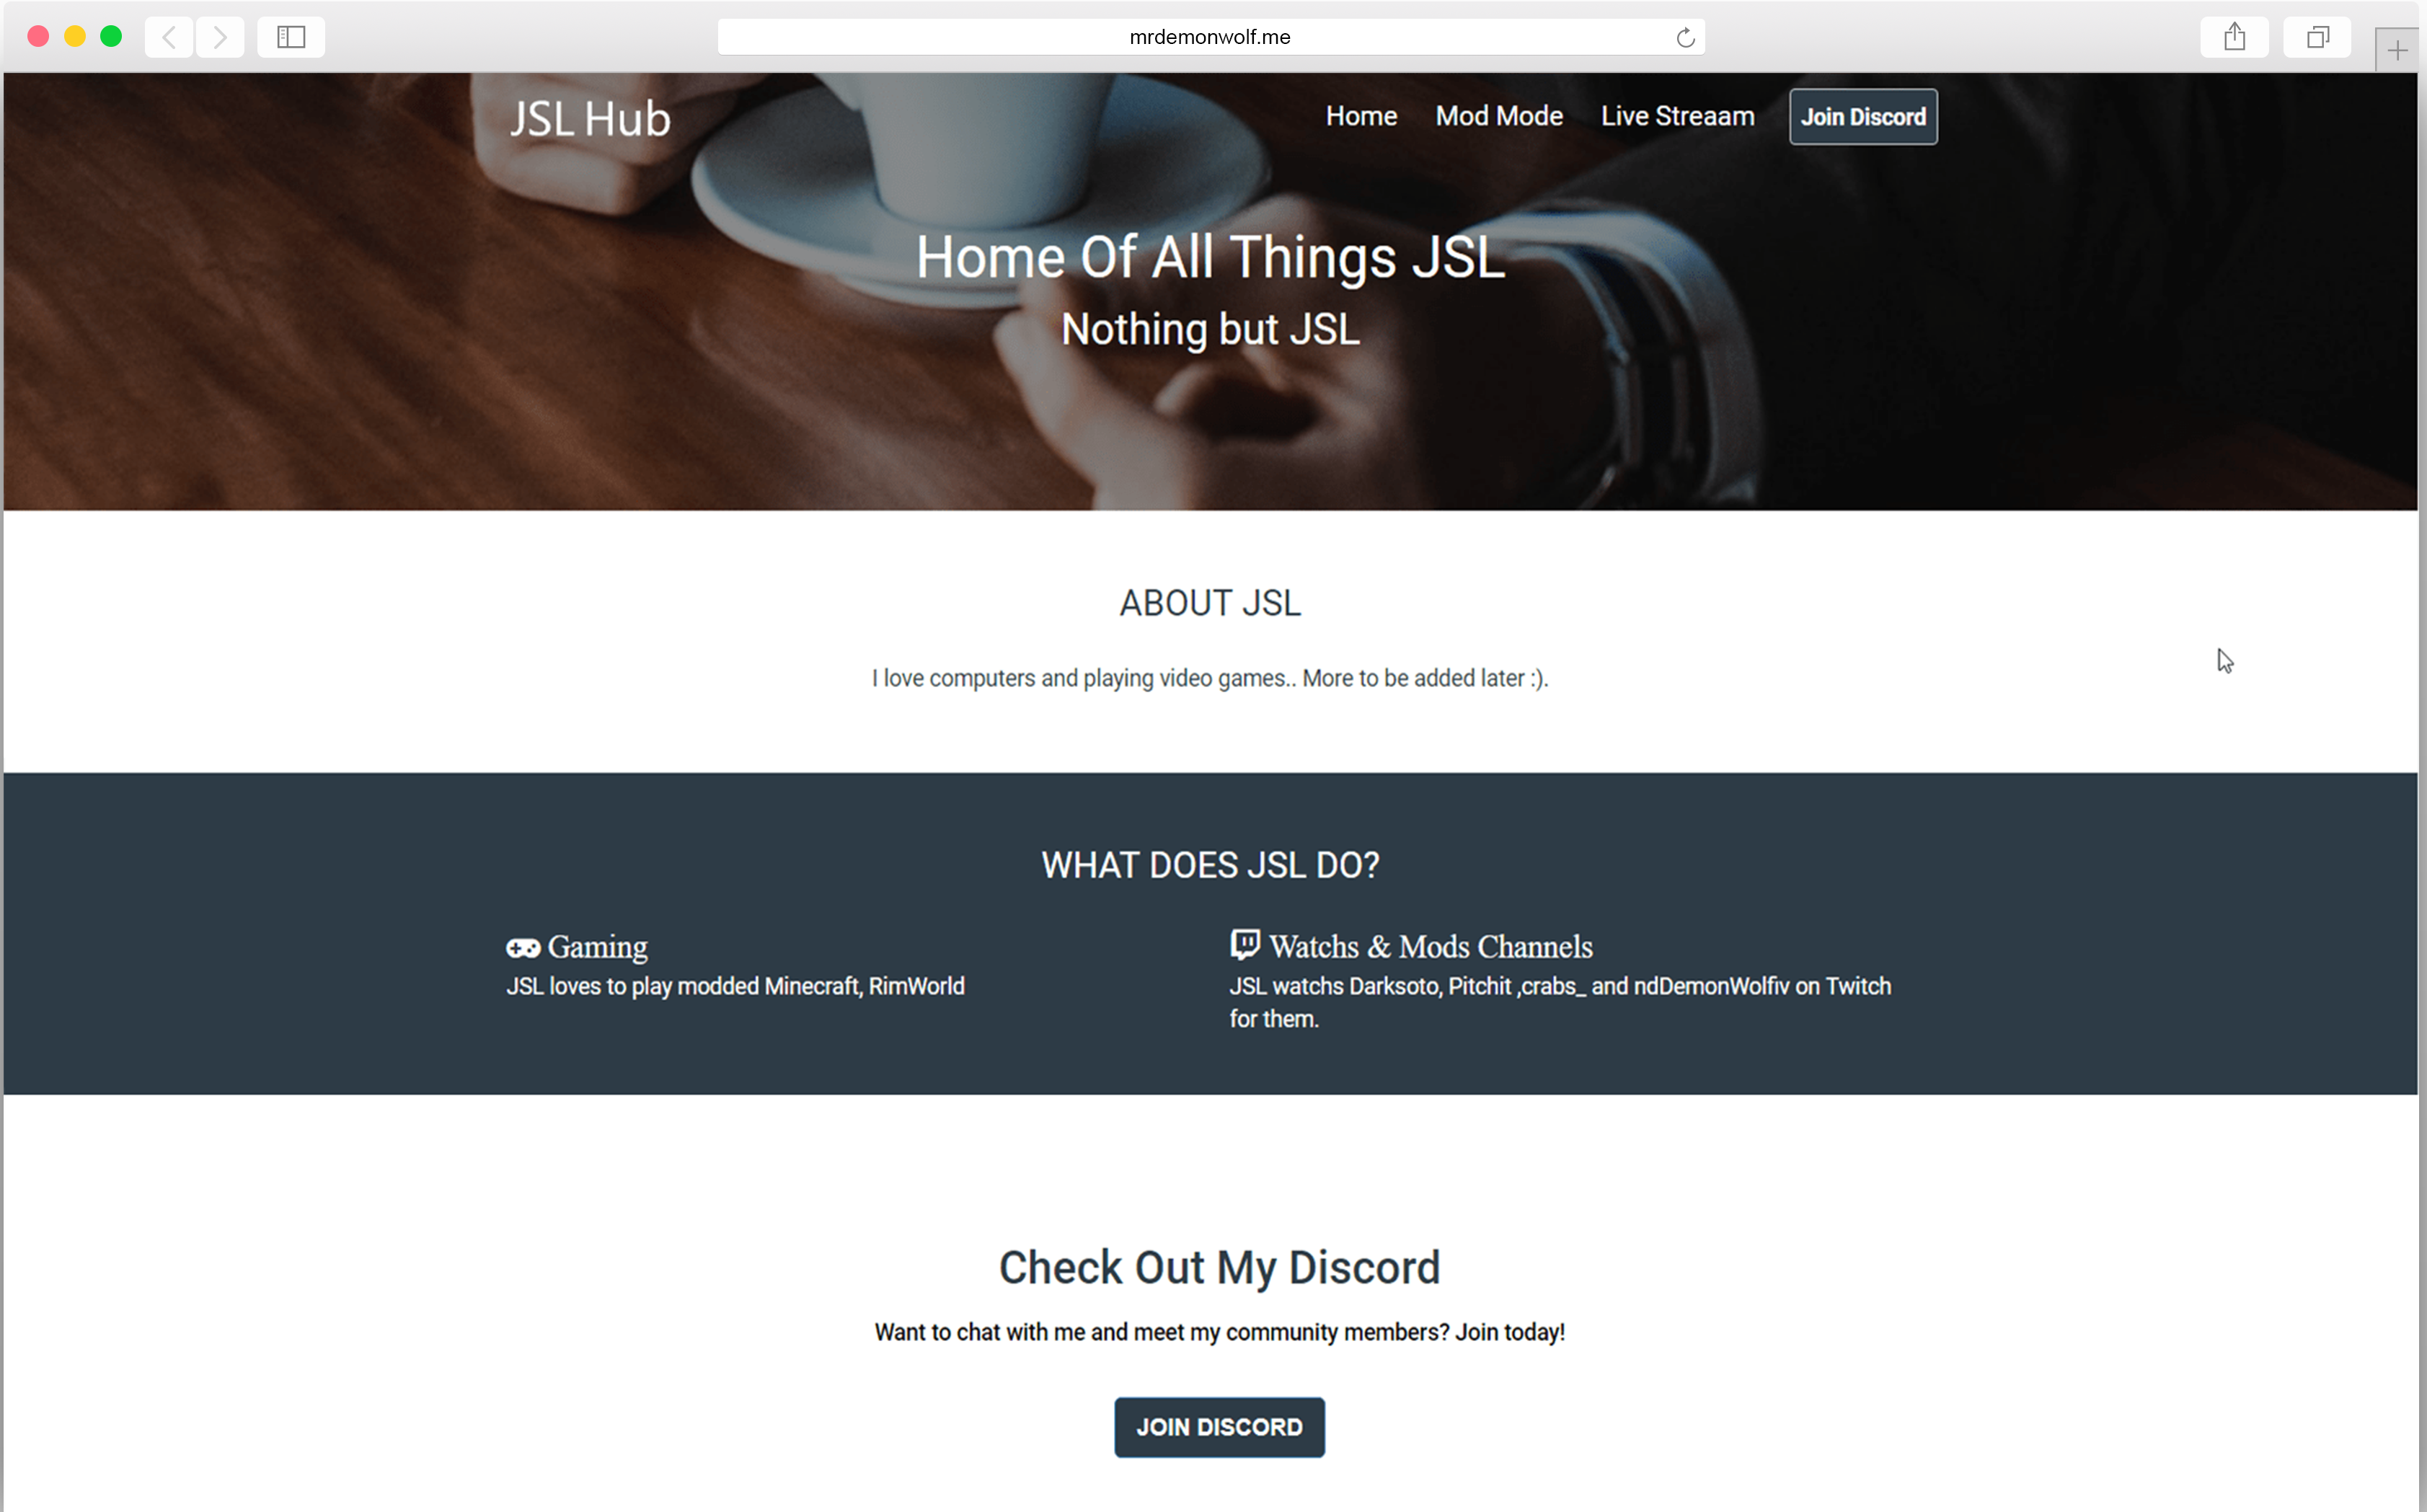 mrdemonwolf.me
JSL Hub
Home
Mod Mode
Live Streaam
Join Discord
Home Of All Things JSL
Nothing but JSL
ABOUT JSL
I love computers and playing video games.. More to be added later :).
WHAT DOES JSL DO?
Gaming
JSL loves to play modded Minecraft, RimWorld
Watchs & Mods Channels
JSL watchs Darksoto, Pitchit ,crabs_ and ndDemonWolfiv on Twitch
for them.
Check Out My Discord
Want to chat with me and meet my community members? Join today!
JOIN DISCORD